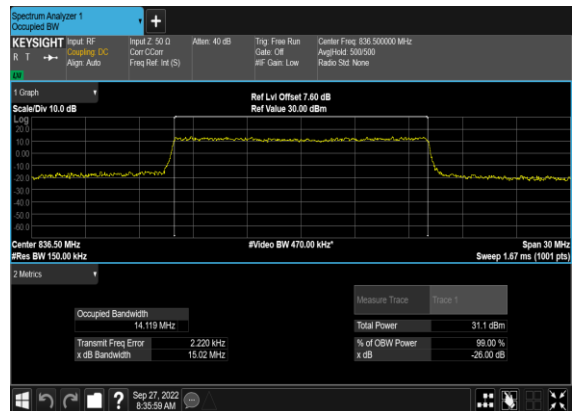 Spectrum Analyzer 1
Occupied BW
KEYSIGHT Input: RF Input Z: 50 Ω Atten: 40 dB Trig: Free Run Center Freq: 836.500000 MHz
R T Coupling: DC Corr CCorr Gate: Off Avg|Hold: 500/500
Align: Auto Freq Ref: Int (S) #IF Gain: Low Radio Std: None
1 Graph
Ref Lvl Offset 7.60 dB
Scale/Div 10.0 dB Ref Value 30.00 dBm
Log
20.0
10.0
0.00
-10.0
-20.0
-30.0
-40.0
-50.0
-60.0
Center 836.50 MHz #Video BW 470.00 kHz* Span 30 MHz
#Res BW 150.00 kHz Sweep 1.67 ms (1001 pts)
2 Metrics
Measure Trace Trace 1
Occupied Bandwidth
14.119 MHz Total Power 31.1 dBm
Transmit Freq Error 2.220 kHz % of OBW Power 99.00 %
x dB Bandwidth 15.02 MHz x dB -26.00 dB
? Sep 27, 2022
8:35:59 AM